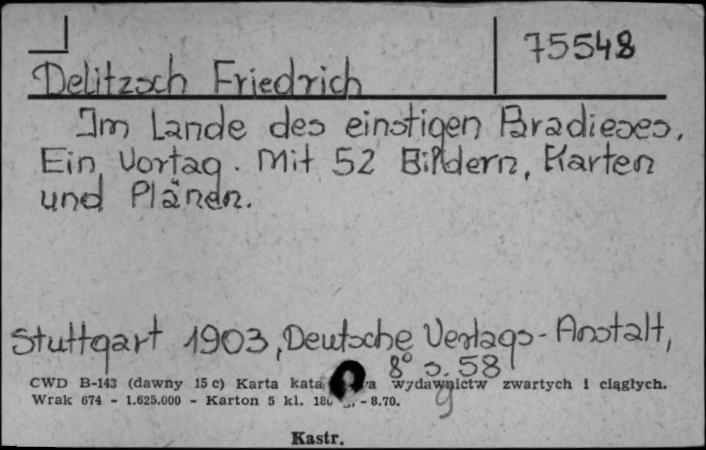 75548
Delitzsch Friedrich
Im Lande des einstigen Paradieses.
Ein Vortag. Mit 52 Bildern, Karten
und Plänen.
Stuttgart 1903, Deutsche Verlags-Anstalt,
8° s. 58
CWD B-143 (dawny 15 c) Karta wydawnictw zwartych i ciągłych.
Wrak 674 - 1.625.000 - Karton 5 kl. - 8.70.
Kastr.